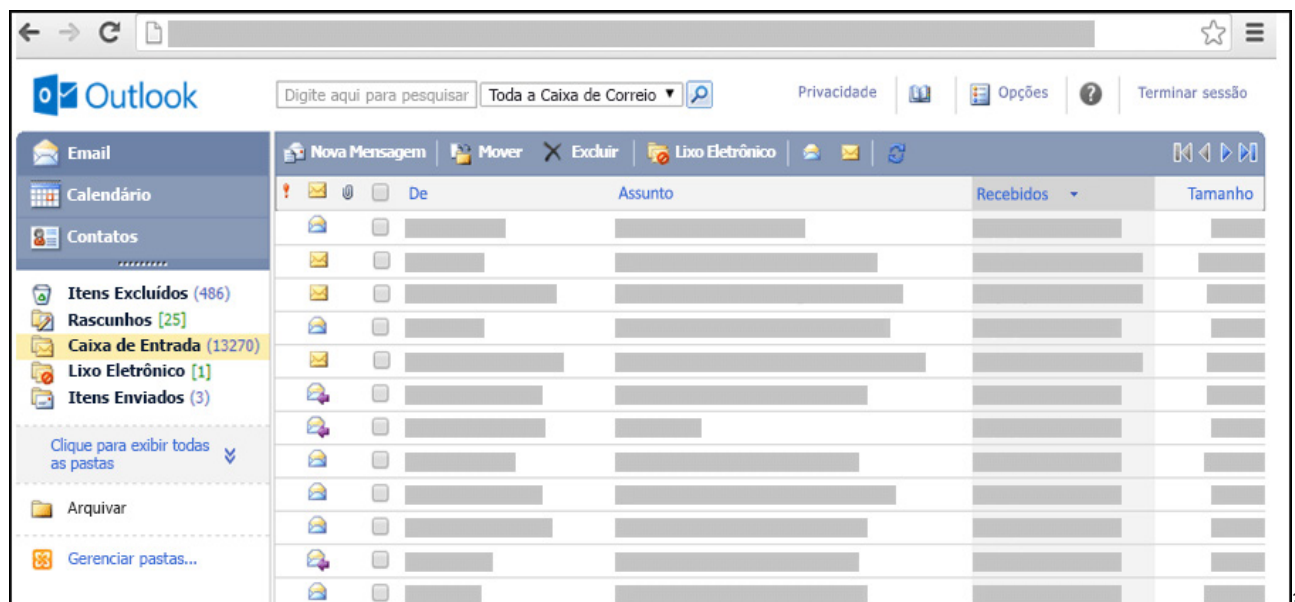 Outlook
Digite aqui para pesquisar Toda a Caixa de Correio Privacidade Opções Terminar sessão
Email
Calendário
Contatos
Nova Mensagem Mover Excluir Lixo Eletrônico
De Assunto Recebidos Tamanho
Itens Excluídos (486)
Rascunhos [25]
Caixa de Entrada (13270)
Lixo Eletrônico [1]
Itens Enviados (3)
Clique para exibir todas
as pastas
Arquivar
Gerenciar pastas...